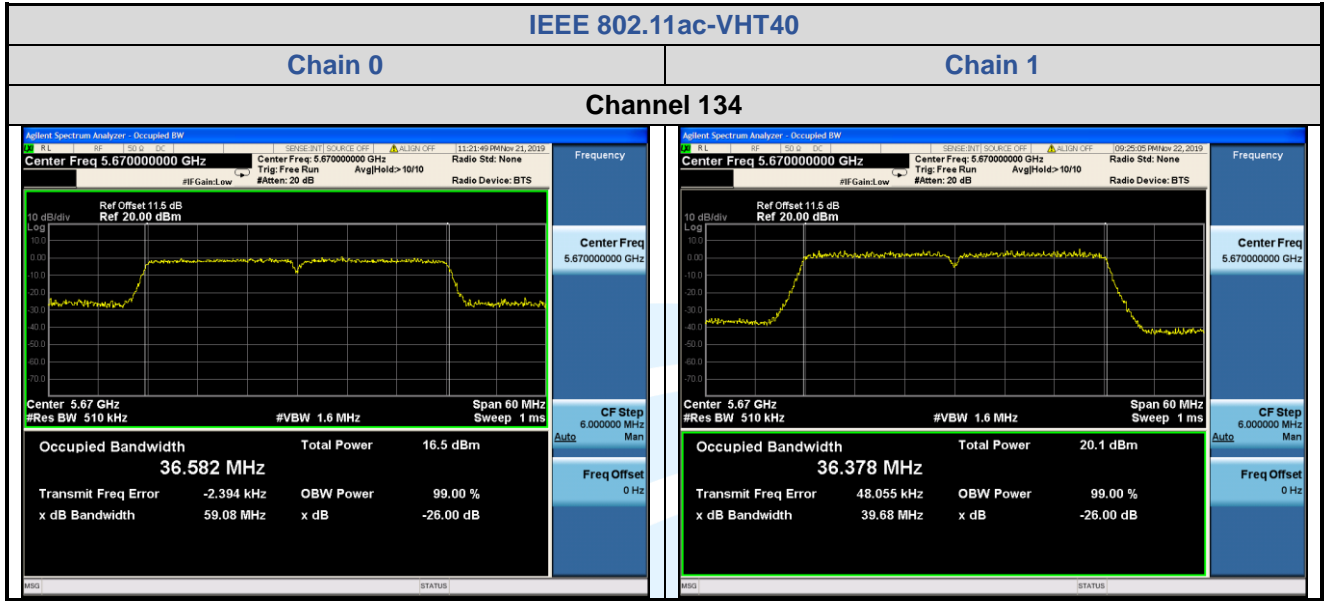 IEEE 802.11ac-VHT40
Chain 0
Chain 1
Channel 134
Agilent Spectrum Analyzer - Occupied BW
RL RF 50 Ω DC SENSE:INT SOURCE OFF ALIGN OFF 11:21:49 PM Nov 21, 2019
Center Freq 5.670000000 GHz
Center Freq: 5.670000000 GHz
Radio Std: None
Trig: Free Run Avg|Hold:>10/10
#IFGain:Low #Atten: 20 dB Radio Device: BTS
Ref Offset 11.5 dB
10 dB/div Ref 20.00 dBm
Log
10.0
0.00
-10.0
-20.0
-30.0
-40.0
-50.0
-60.0
-70.0
Center 5.67 GHz Span 60 MHz
#Res BW 510 kHz #VBW 1.6 MHz Sweep 1 ms
Occupied Bandwidth Total Power 16.5 dBm
36.582 MHz
Transmit Freq Error -2.394 kHz OBW Power 99.00 %
x dB Bandwidth 59.08 MHz x dB -26.00 dB
MSG STATUS
Frequency
Center Freq
5.670000000 GHz
CF Step
6.000000 MHz
Auto Man
Freq Offset
0 Hz
Agilent Spectrum Analyzer - Occupied BW
RL RF 50 Ω DC SENSE:INT SOURCE OFF ALIGN OFF 09:25:05 PM Nov 22, 2019
Center Freq 5.670000000 GHz
Center Freq: 5.670000000 GHz
Radio Std: None
Trig: Free Run Avg|Hold:>10/10
#IFGain:Low #Atten: 20 dB Radio Device: BTS
Ref Offset 11.5 dB
10 dB/div Ref 20.00 dBm
Log
10.0
0.00
-10.0
-20.0
-30.0
-40.0
-50.0
-60.0
-70.0
Center 5.67 GHz Span 60 MHz
#Res BW 510 kHz #VBW 1.6 MHz Sweep 1 ms
Occupied Bandwidth Total Power 20.1 dBm
36.378 MHz
Transmit Freq Error 48.055 kHz OBW Power 99.00 %
x dB Bandwidth 39.68 MHz x dB -26.00 dB
MSG STATUS
Frequency
Center Freq
5.670000000 GHz
CF Step
6.000000 MHz
Auto Man
Freq Offset
0 Hz